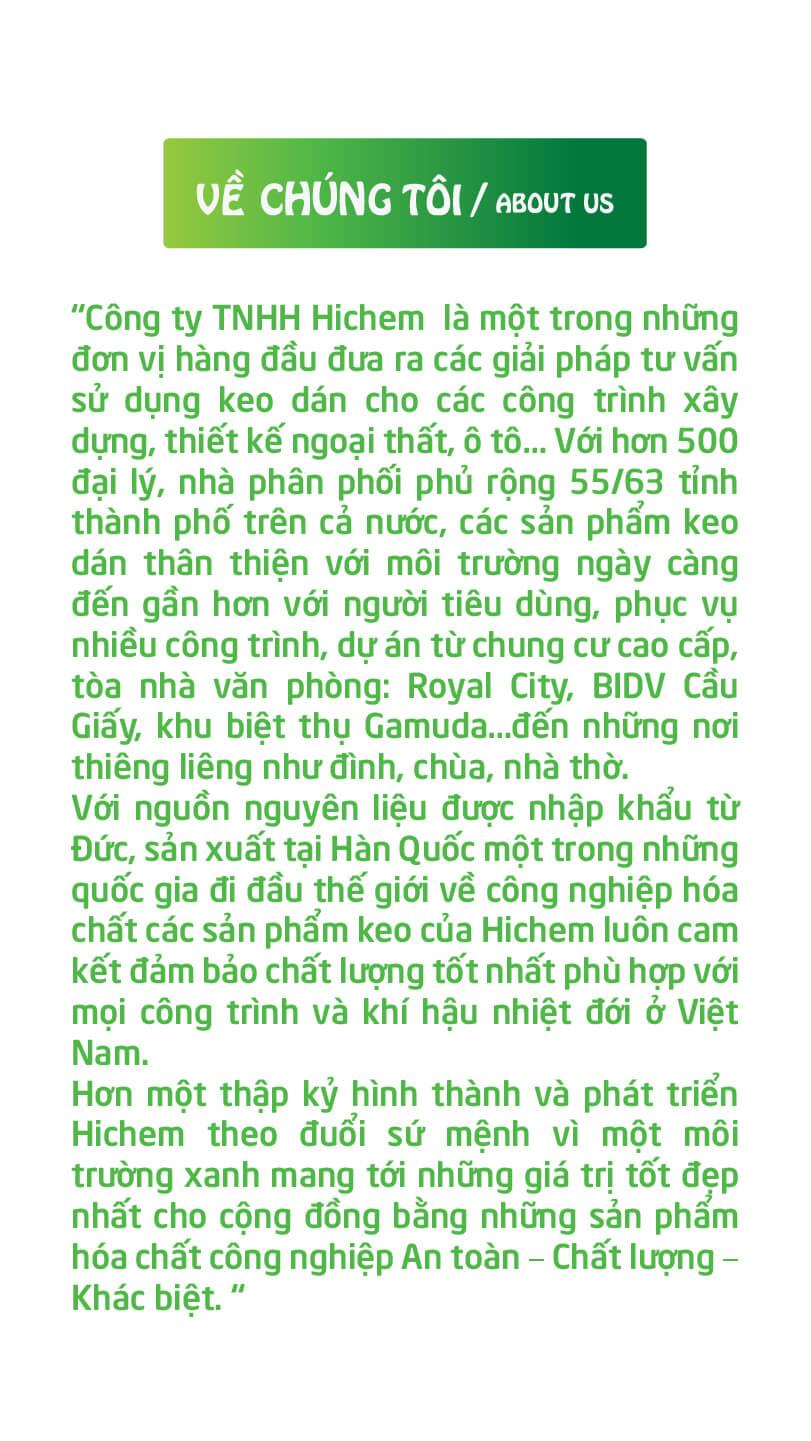 VỀ CHÚNG TÔI / ABOUT US
“Công ty TNHH Hichem là một trong những
đơn vị hàng đầu đưa ra các giải pháp tư vấn
sử dụng keo dán cho các công trình xây
dựng, thiết kế ngoại thất, ô tô... Với hơn 500
đại lý, nhà phân phối phủ rộng 55/63 tỉnh
thành phố trên cả nước, các sản phẩm keo
dán thân thiện với môi trường ngày càng
đến gần hơn với người tiêu dùng, phục vụ
nhiều công trình, dự án từ chung cư cao cấp,
tòa nhà văn phòng: Royal City, BIDV Cầu
Giấy, khu biệt thụ Gamuda...đến những nơi
thiêng liêng như đình, chùa, nhà thờ.
Với nguồn nguyên liệu được nhập khẩu từ
Đức, sản xuất tại Hàn Quốc một trong những
quốc gia đi đầu thế giới về công nghiệp hóa
chất các sản phẩm keo của Hichem luôn cam
kết đảm bảo chất lượng tốt nhất phù hợp với
mọi công trình và khí hậu nhiệt đới ở Việt
Nam.
Hơn một thập kỷ hình thành và phát triển
Hichem theo đuổi sứ mệnh vì một môi
trường xanh mang tới những giá trị tốt đẹp
nhất cho cộng đồng bằng những sản phẩm
hóa chất công nghiệp An toàn – Chất lượng –
Khác biệt. “